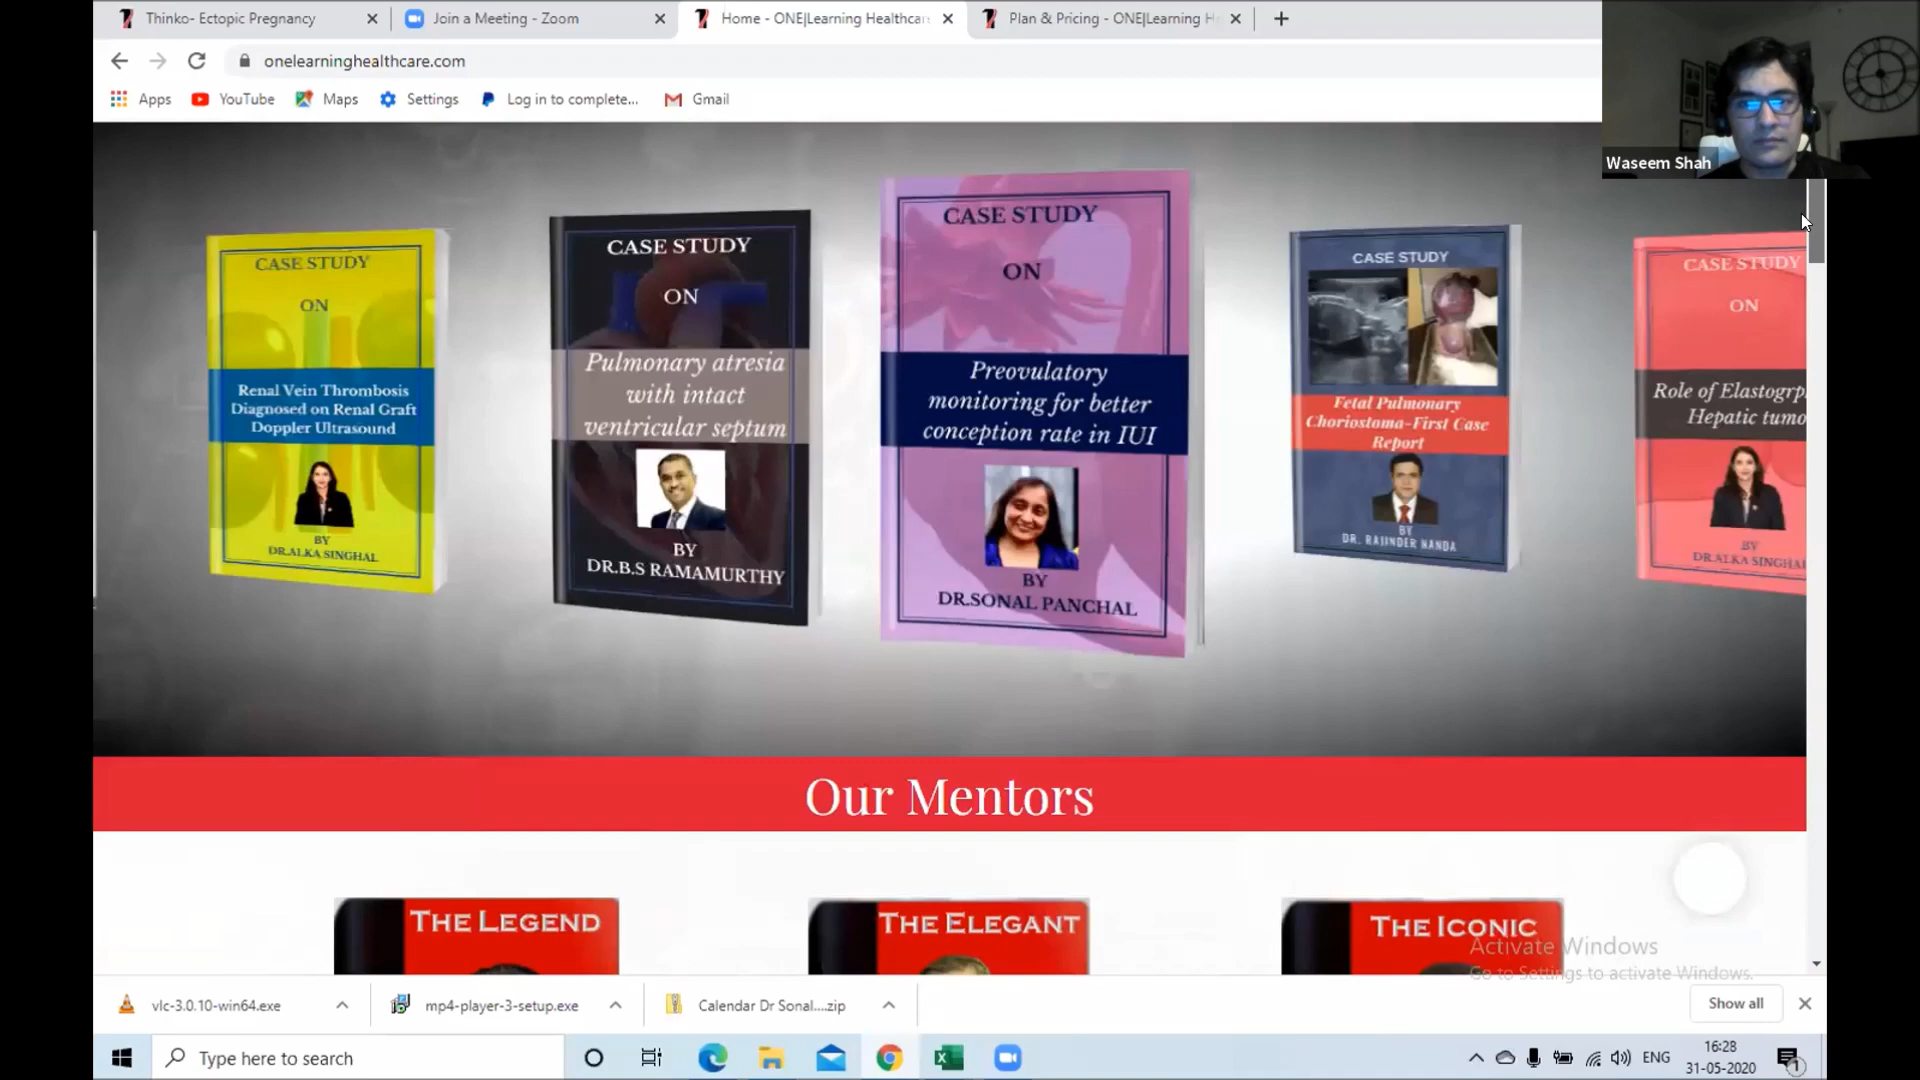 Thinko- Ectopic Pregnancy
Join a Meeting - Zoom
Home - ONE|Learning Healthcar
Plan & Pricing - ONE|Learning H
onelearninghealthcare.com
Apps
YouTube
Maps
Settings
Log in to complete...
Gmail
Waseem Shah
CASE STUDY
ON
Renal Vein Thrombosis
Diagnosed on Renal Graft
Doppler Ultrasound
BY
DR.ALKA SINGHAL
CASE STUDY
ON
Pulmonary atresia
with intact
ventricular septum
BY
DR.B.S RAMAMURTHY
CASE STUDY
ON
Preovulatory
monitoring for better
conception rate in IUI
BY
DR.SONAL PANCHAL
CASE STUDY
Fetal Pulmonary
Choriostoma-First Case
Report
BY
DR. RAJINDER NANDA
CASE STUDY
ON
Role of Elastogrp
Hepatic tumo
BY
DR.ALKA SINGHAL
Our Mentors
THE LEGEND
THE ELEGANT
THE ICONIC
Activate Windows
Go to Settings to activate Windows.
vlc-3.0.10-win64.exe
mp4-player-3-setup.exe
Calendar Dr Sonal....zip
Show all
Type here to search
ENG
16:28
31-05-2020
1